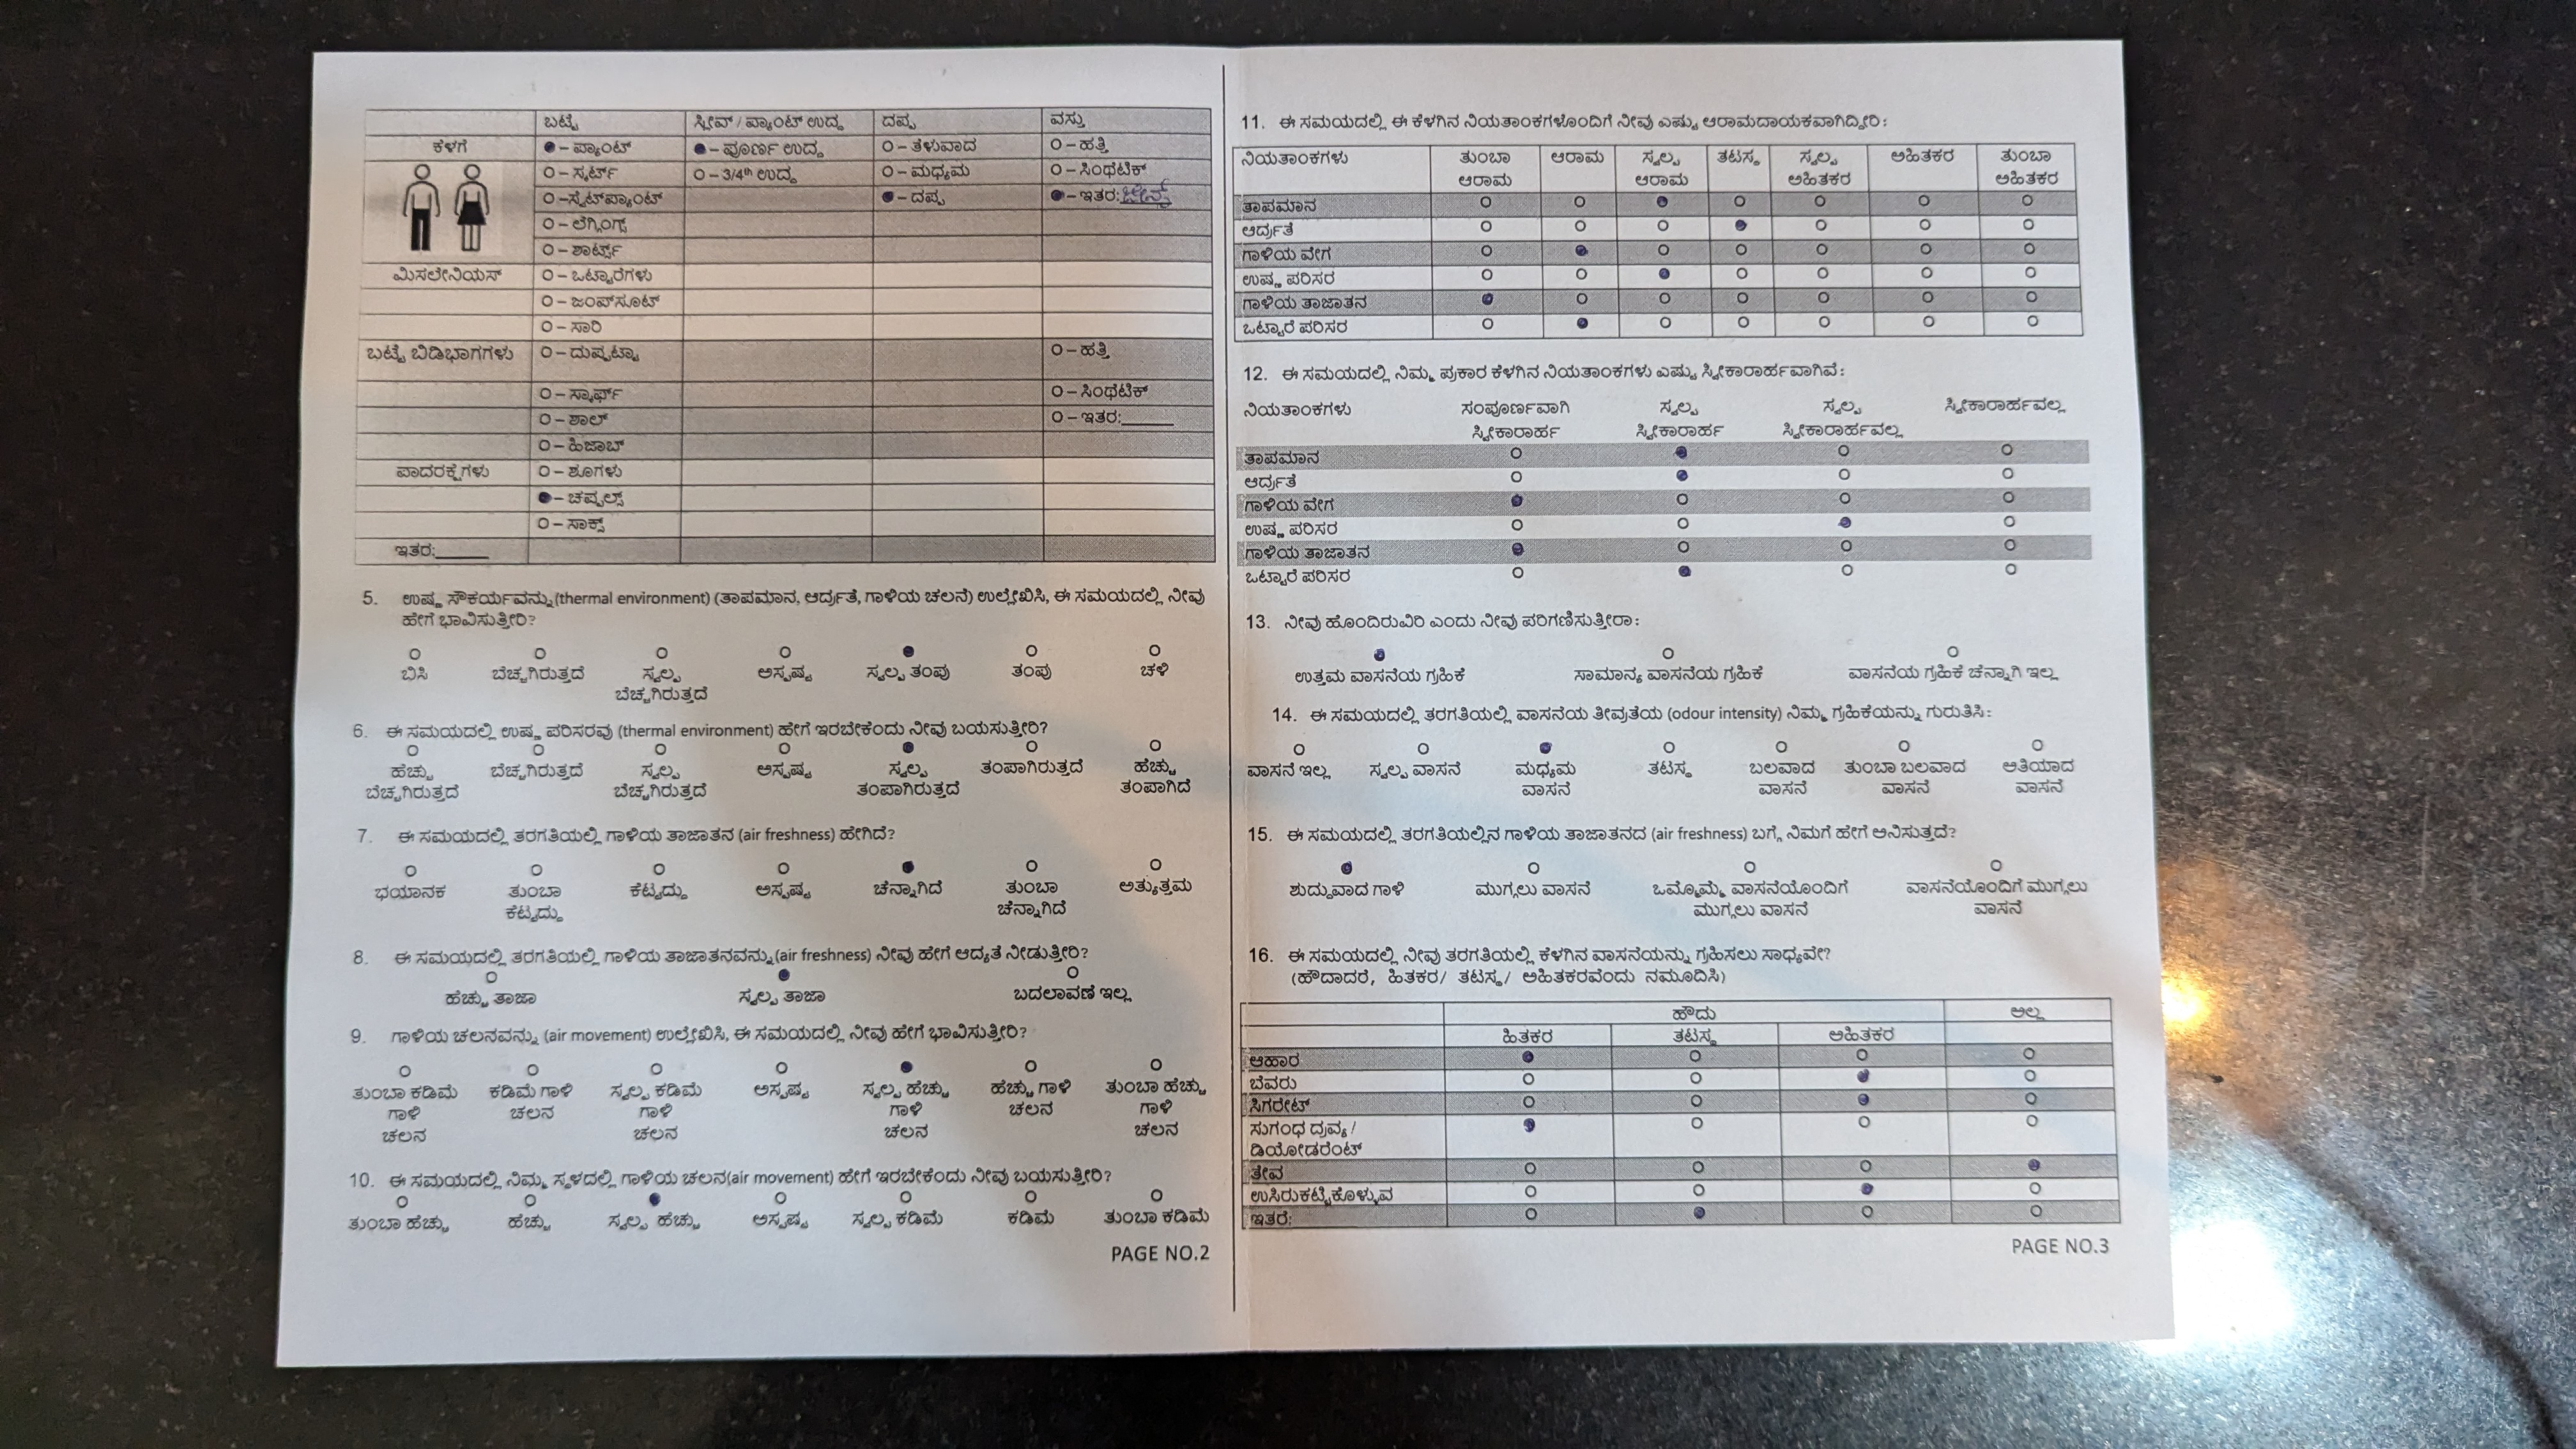 ಬಟ್ಟೆ ಸ್ಲೀವ್ / ಪ್ಯಾಂಟ್ ಉದ್ದ ದಪ್ಪ ವಸ್ತು
ಕೆಳಗೆ ●– ಪ್ಯಾಂಟ್ ●– ಪೂರ್ಣ ಉದ್ದ O – ತೆಳುವಾದ O – ಹತ್ತಿ
O – ಸ್ಕರ್ಟ್ O – 3/4th ಉದ್ದ O – ಮಧ್ಯಮ O – ಸಿಂಥೆಟಿಕ್
O –ಸ್ವೆಟ್‌ಪ್ಯಾಂಟ್ ●– ದಪ್ಪ ●– ಇತರ: ಜೀನ್ಸ್
O – ಲೆಗ್ಗಿಂಗ್ಸ್
O – ಶಾರ್ಟ್ಸ್
ಮಿಸಲೇನಿಯಸ್ O – ಒಟ್ಟಾರೆಗಳು
O – ಜಂಪ್‌ಸೂಟ್
O – ಸಾರಿ
ಬಟ್ಟೆ ಬಿಡಿಭಾಗಗಳು O – ದುಪ್ಪಟ್ಟಾ O – ಹತ್ತಿ
O – ಸ್ಕಾರ್ಫ್ O – ಸಿಂಥೆಟಿಕ್
O – ಶಾಲ್ O – ಇತರ:______
O – ಹಿಜಾಬ್
ಪಾದರಕ್ಷೆಗಳು O – ಶೂಗಳು
●– ಚಪ್ಪಲ್ಸ್
O – ಸಾಕ್ಸ್
ಇತರ:______
5. ಉಷ್ಣ ಸೌಕರ್ಯವನ್ನು (thermal environment) (ತಾಪಮಾನ, ಆರ್ದ್ರತೆ, ಗಾಳಿಯ ಚಲನೆ) ಉಲ್ಲೇಖಿಸಿ, ಈ ಸಮಯದಲ್ಲಿ ನೀವು
ಹೇಗೆ ಭಾವಿಸುತ್ತೀರಿ?
ಬಿಸಿ ಬೆಚ್ಚಗಿರುತ್ತದೆ ಸ್ವಲ್ಪ ಅಸ್ಪಷ್ಟ ಸ್ವಲ್ಪ ತಂಪು ತಂಪು ಚಳಿ
ಬೆಚ್ಚಗಿರುತ್ತದೆ
6. ಈ ಸಮಯದಲ್ಲಿ ಉಷ್ಣ ಪರಿಸರವು (thermal environment) ಹೇಗೆ ಇರಬೇಕೆಂದು ನೀವು ಬಯಸುತ್ತೀರಿ?
ಹೆಚ್ಚು ಬೆಚ್ಚಗಿರುತ್ತದೆ ಸ್ವಲ್ಪ ಅಸ್ಪಷ್ಟ ಸ್ವಲ್ಪ ತಂಪಾಗಿರುತ್ತದೆ ಹೆಚ್ಚು
ಬೆಚ್ಚಗಿರುತ್ತದೆ ಬೆಚ್ಚಗಿರುತ್ತದೆ ತಂಪಾಗಿರುತ್ತದೆ ತಂಪಾಗಿದೆ
7. ಈ ಸಮಯದಲ್ಲಿ ತರಗತಿಯಲ್ಲಿ ಗಾಳಿಯ ತಾಜಾತನ (air freshness) ಹೇಗಿದೆ?
ಭಯಾನಕ ತುಂಬಾ ಕೆಟ್ಟದ್ದು ಅಸ್ಪಷ್ಟ ಚೆನ್ನಾಗಿದೆ ತುಂಬಾ ಅತ್ಯುತ್ತಮ
ಕೆಟ್ಟದ್ದು ಚೆನ್ನಾಗಿದೆ
8. ಈ ಸಮಯದಲ್ಲಿ ತರಗತಿಯಲ್ಲಿ ಗಾಳಿಯ ತಾಜಾತನವನ್ನು (air freshness) ನೀವು ಹೇಗೆ ಆದ್ಯತೆ ನೀಡುತ್ತೀರಿ?
ಹೆಚ್ಚು ತಾಜಾ ಸ್ವಲ್ಪ ತಾಜಾ ಬದಲಾವಣೆ ಇಲ್ಲ
9. ಗಾಳಿಯ ಚಲನವನ್ನು (air movement) ಉಲ್ಲೇಖಿಸಿ, ಈ ಸಮಯದಲ್ಲಿ ನೀವು ಹೇಗೆ ಭಾವಿಸುತ್ತೀರಿ?
ತುಂಬಾ ಕಡಿಮೆ ಕಡಿಮೆ ಗಾಳಿ ಸ್ವಲ್ಪ ಕಡಿಮೆ ಅಸ್ಪಷ್ಟ ಸ್ವಲ್ಪ ಹೆಚ್ಚು ಹೆಚ್ಚು ಗಾಳಿ ತುಂಬಾ ಹೆಚ್ಚು
ಗಾಳಿ ಚಲನ ಗಾಳಿ ಗಾಳಿ ಚಲನ ಗಾಳಿ
ಚಲನ ಚಲನ ಚಲನ ಚಲನ
10. ಈ ಸಮಯದಲ್ಲಿ ನಿಮ್ಮ ಸ್ಥಳದಲ್ಲಿ ಗಾಳಿಯ ಚಲನ(air movement) ಹೇಗೆ ಇರಬೇಕೆಂದು ನೀವು ಬಯಸುತ್ತೀರಿ?
ತುಂಬಾ ಹೆಚ್ಚು ಹೆಚ್ಚು ಸ್ವಲ್ಪ ಹೆಚ್ಚು ಅಸ್ಪಷ್ಟ ಸ್ವಲ್ಪ ಕಡಿಮೆ ಕಡಿಮೆ ತುಂಬಾ ಕಡಿಮೆ
PAGE NO.2
11. ಈ ಸಮಯದಲ್ಲಿ ಈ ಕೆಳಗಿನ ನಿಯತಾಂಕಗಳೊಂದಿಗೆ ನೀವು ಎಷ್ಟು ಆರಾಮದಾಯಕವಾಗಿದ್ದೀರಿ:
ನಿಯತಾಂಕಗಳು ತುಂಬಾ ಆರಾಮ ಸ್ವಲ್ಪ ತಟಸ್ಥ ಸ್ವಲ್ಪ ಅಹಿತಕರ ತುಂಬಾ
ಆರಾಮ ಆರಾಮ ಅಹಿತಕರ ಅಹಿತಕರ
ತಾಪಮಾನ
ಆರ್ದ್ರತೆ
ಗಾಳಿಯ ವೇಗ
ಉಷ್ಣ ಪರಿಸರ
ಗಾಳಿಯ ತಾಜಾತನ
ಒಟ್ಟಾರೆ ಪರಿಸರ
12. ಈ ಸಮಯದಲ್ಲಿ ನಿಮ್ಮ ಪ್ರಕಾರ ಕೆಳಗಿನ ನಿಯತಾಂಕಗಳು ಎಷ್ಟು ಸ್ವೀಕಾರಾರ್ಹವಾಗಿವೆ:
ನಿಯತಾಂಕಗಳು ಸಂಪೂರ್ಣವಾಗಿ ಸ್ವಲ್ಪ ಸ್ವಲ್ಪ ಸ್ವೀಕಾರಾರ್ಹವಲ್ಲ
ಸ್ವೀಕಾರಾರ್ಹ ಸ್ವೀಕಾರಾರ್ಹ ಸ್ವೀಕಾರಾರ್ಹವಲ್ಲ
ತಾಪಮಾನ
ಆರ್ದ್ರತೆ
ಗಾಳಿಯ ವೇಗ
ಉಷ್ಣ ಪರಿಸರ
ಗಾಳಿಯ ತಾಜಾತನ
ಒಟ್ಟಾರೆ ಪರಿಸರ
13. ನೀವು ಹೊಂದಿರುವಿರಿ ಎಂದು ನೀವು ಪರಿಗಣಿಸುತ್ತೀರಾ:
ಉತ್ತಮ ವಾಸನೆಯ ಗ್ರಹಿಕೆ ಸಾಮಾನ್ಯ ವಾಸನೆಯ ಗ್ರಹಿಕೆ ವಾಸನೆಯ ಗ್ರಹಿಕೆ ಚೆನ್ನಾಗಿ ಇಲ್ಲ
14. ಈ ಸಮಯದಲ್ಲಿ ತರಗತಿಯಲ್ಲಿ ವಾಸನೆಯ ತೀವ್ರತೆಯ (odour intensity) ನಿಮ್ಮ ಗ್ರಹಿಕೆಯನ್ನು ಗುರುತಿಸಿ:
ವಾಸನೆ ಇಲ್ಲ ಸ್ವಲ್ಪ ವಾಸನೆ ಮಧ್ಯಮ ತಟಸ್ಥ ಬಲವಾದ ತುಂಬಾ ಬಲವಾದ ಅತಿಯಾದ
ವಾಸನೆ ವಾಸನೆ ವಾಸನೆ ವಾಸನೆ
15. ಈ ಸಮಯದಲ್ಲಿ ತರಗತಿಯಲ್ಲಿನ ಗಾಳಿಯ ತಾಜಾತನದ (air freshness) ಬಗ್ಗೆ ನಿಮಗೆ ಹೇಗೆ ಅನಿಸುತ್ತದೆ?
ಶುದ್ಧವಾದ ಗಾಳಿ ಮುಗ್ಗಲು ವಾಸನೆ ಒಮ್ಮೊಮ್ಮೆ ವಾಸನೆಯೊಂದಿಗೆ ವಾಸನೆಯೊಂದಿಗೆ ಮುಗ್ಗಲು
ಮುಗ್ಗಲು ವಾಸನೆ ವಾಸನೆ
16. ಈ ಸಮಯದಲ್ಲಿ ನೀವು ತರಗತಿಯಲ್ಲಿ ಕೆಳಗಿನ ವಾಸನೆಯನ್ನು ಗ್ರಹಿಸಲು ಸಾಧ್ಯವೇ?
(ಹೌದಾದರೆ, ಹಿತಕರ/ ತಟಸ್ಥ/ ಅಹಿತಕರವೆಂದು ನಮೂದಿಸಿ)
ಹೌದು ಅಲ್ಲ
ಹಿತಕರ ತಟಸ್ಥ ಅಹಿತಕರ
ಆಹಾರ
ಬೆವರು
ಸಿಗರೇಟ್
ಸುಗಂಧ ದ್ರವ್ಯ /
ಡಿಯೋಡರೆಂಟ್
ತೇವ
ಉಸಿರುಕಟ್ಟಿಕೊಳ್ಳುವ
ಇತರೆ:
PAGE NO.3